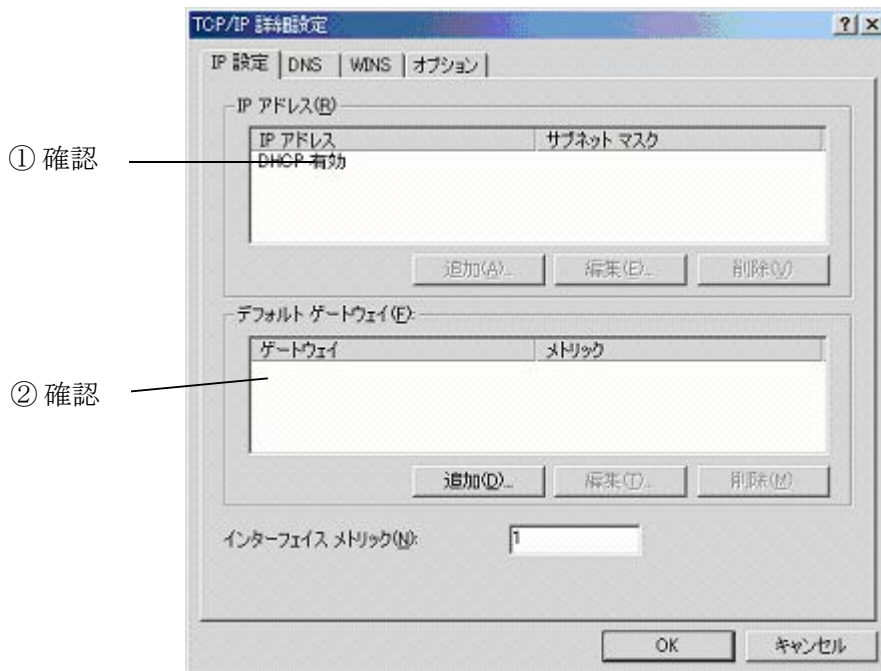 TCP/IP 詳細設定
IP 設定 DNS WINS オプション
IP アドレス(R)
IP アドレス サブネット マスク
① 確認
DHCP 有効
追加(A)... 編集(E)... 削除(V)
デフォルト ゲートウェイ(F):
ゲートウェイ メトリック
② 確認
追加(D)... 編集(T)... 削除(M)
インターフェイス メトリック(N): 1
OK キャンセル